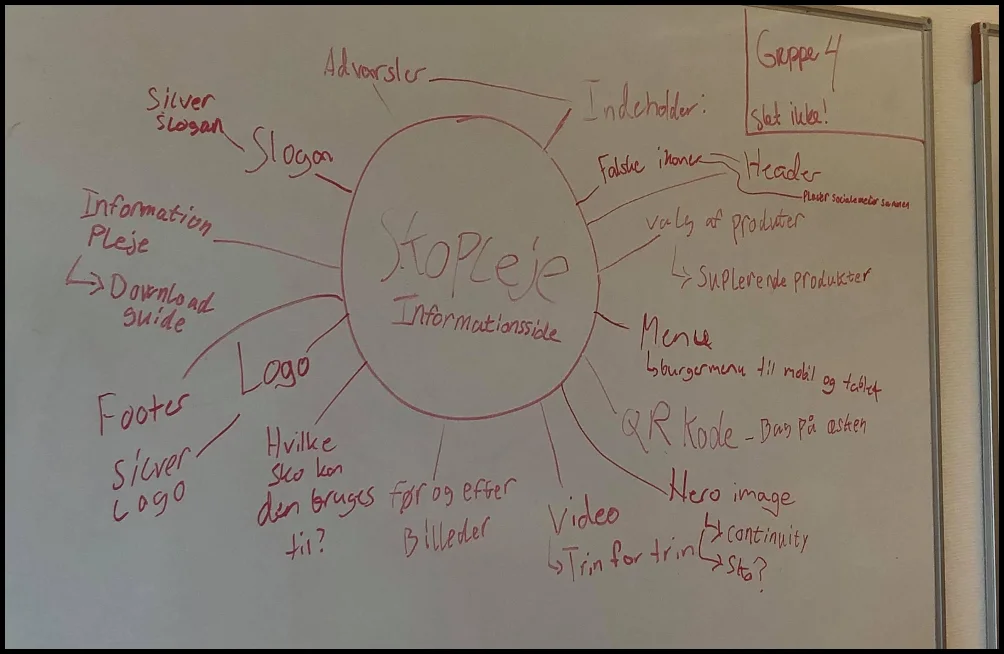 Gruppe 4
slet ikke!
Advarsler
Indeholder:
Silver
slogan
Slogan
Falske ikoner
Header
Placer sociale medier sammen
Valg af produter
Suplerende produkter
Information
Pleje
Download
guide
SkoPLeje
Informationsside
Menu
burgermenu til mobil og tablet
QR Kode - Bag på æsken
Logo
Footer
Silver
Logo
Hvilke
sko kan
den bruges
til?
Før og efter
Billeder
Video
Trin for trin
Hero image
continuity
Sko?